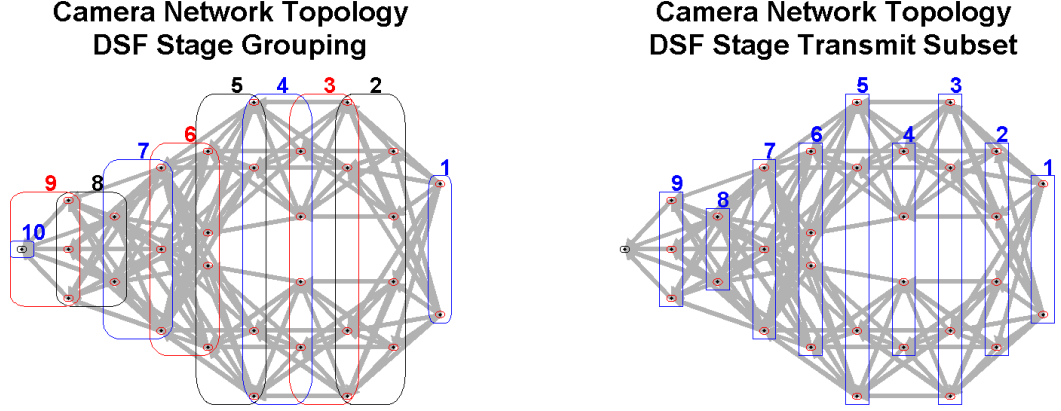 Camera Network Topology
DSF Stage Grouping
5 4 3 2
6
7
1
9 8
10
Camera Network Topology
DSF Stage Transmit Subset
5 3
6 4 2
7
1
9
8